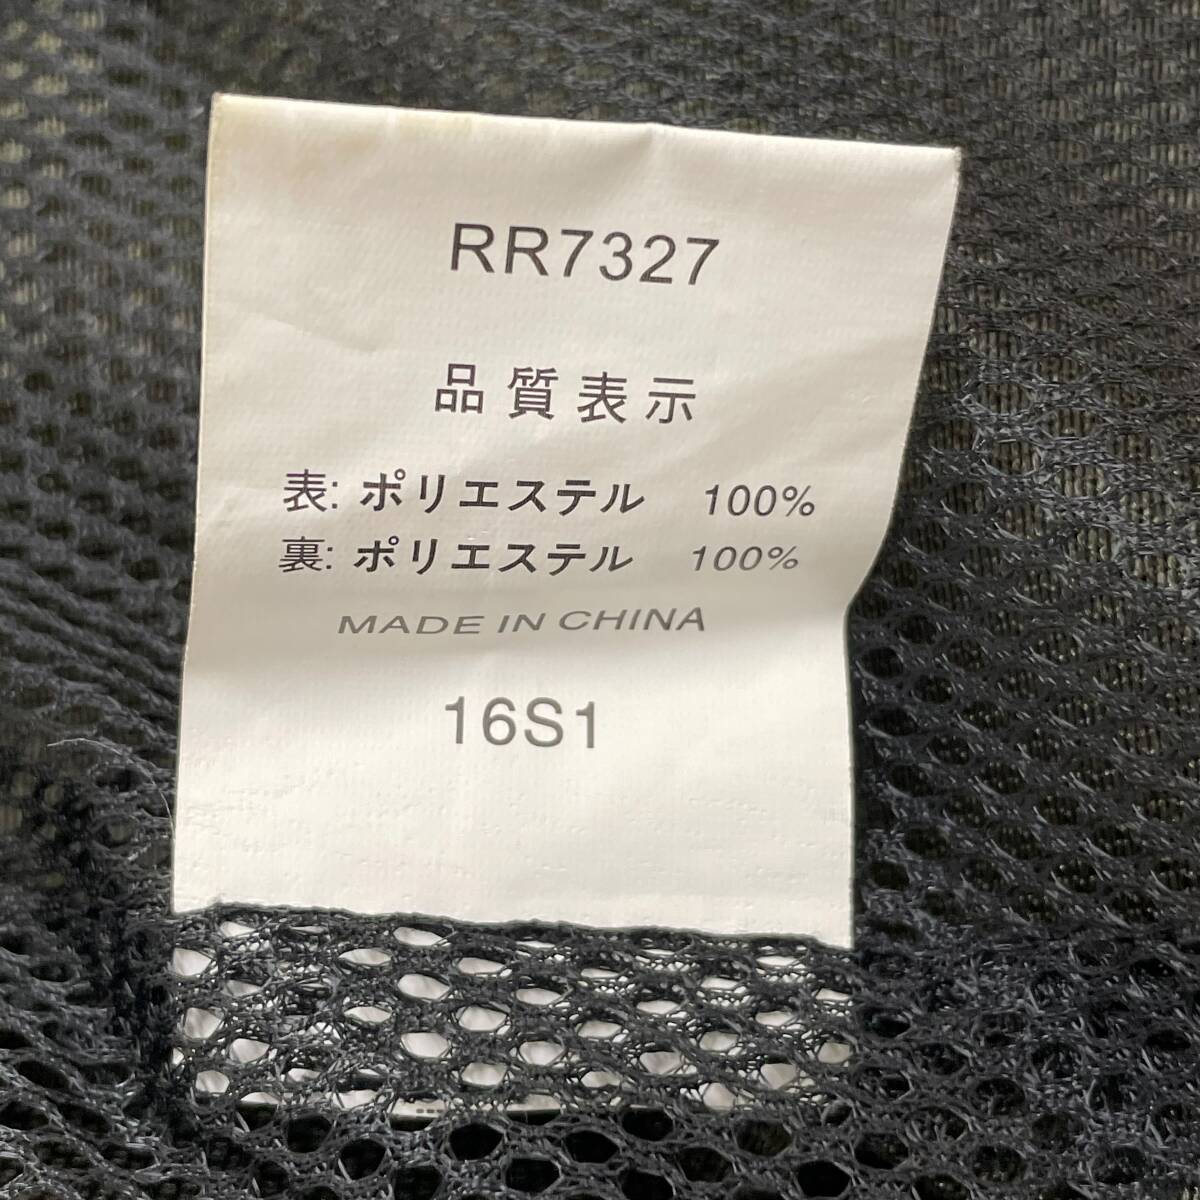 RR7327
品質表示
表: ポリエステル 100%
裏: ポリエステル 100%
MADE IN CHINA
16S1